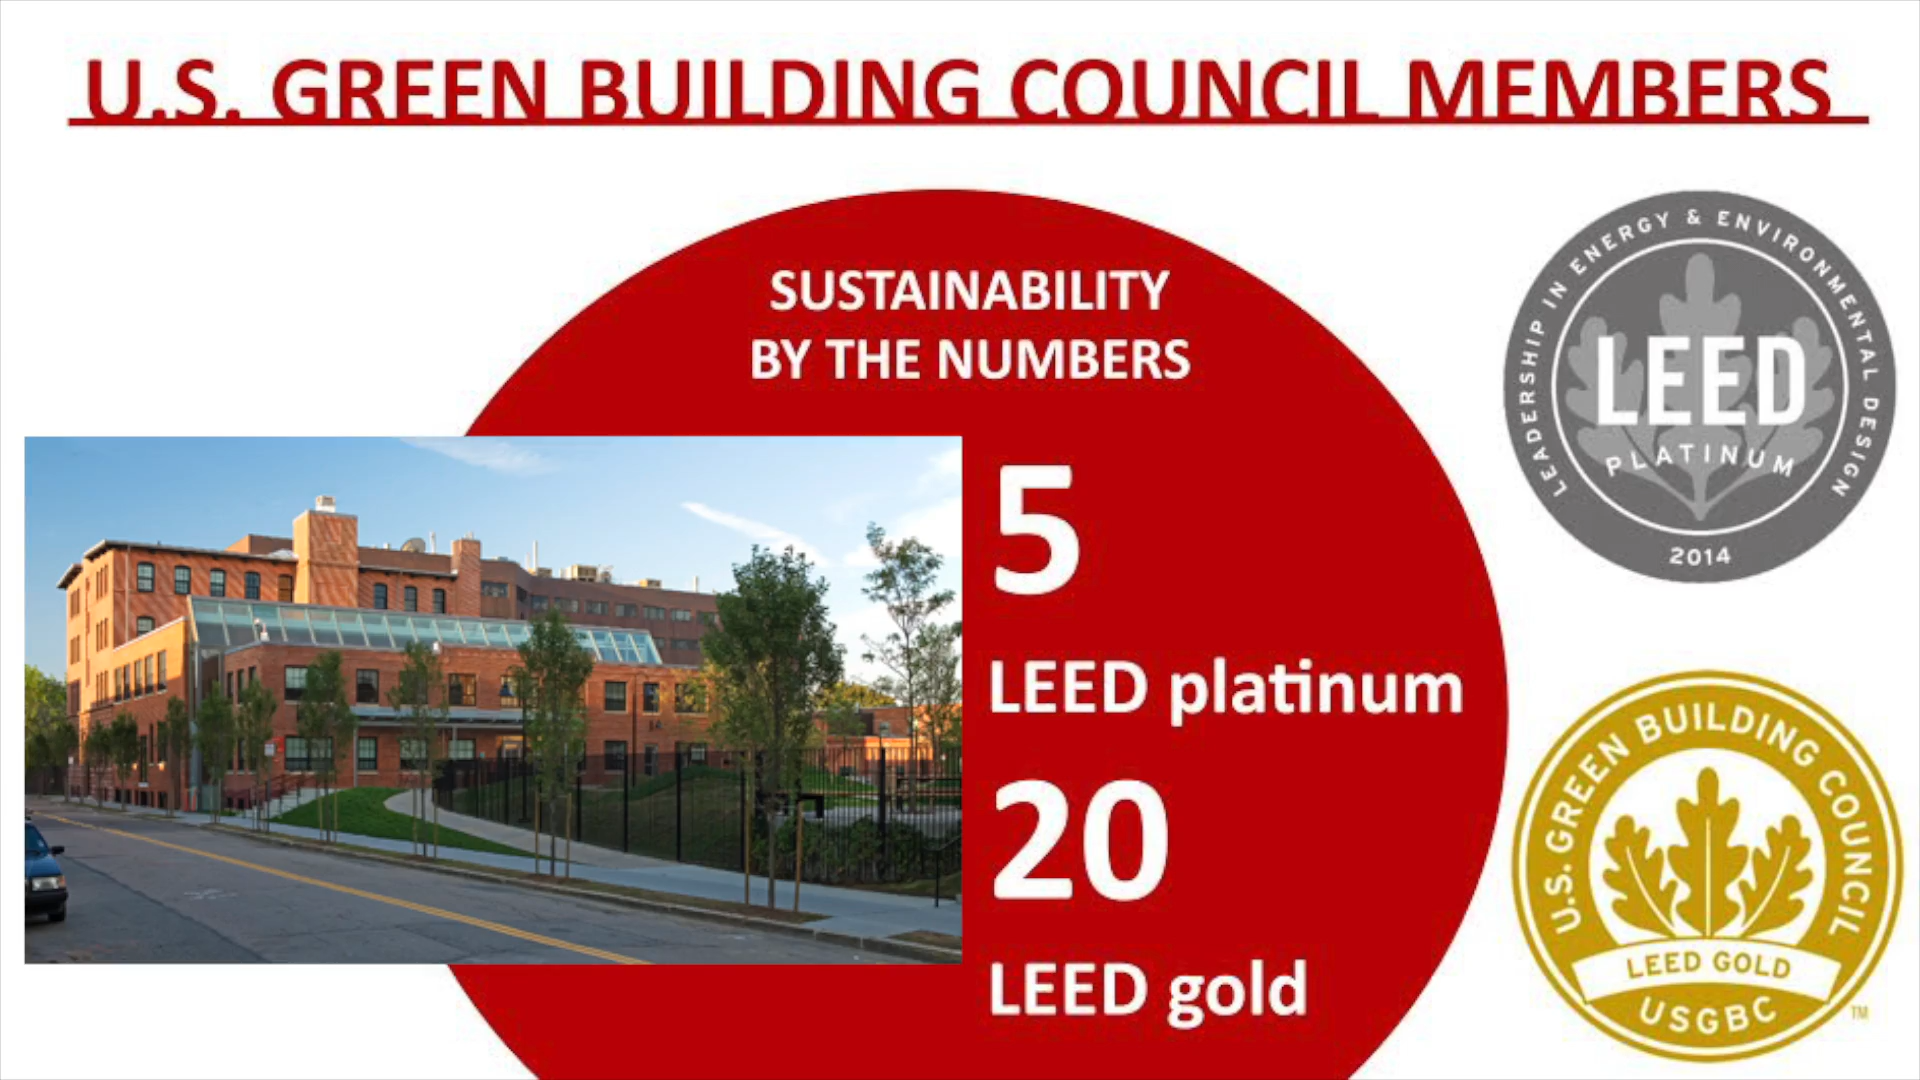 U.S. GREEN BUILDING COUNCIL MEMBERS
SUSTAINABILITY
BY THE NUMBERS
5
LEED platinum
20
LEED gold
LEADERSHIP IN ENERGY & ENVIRONMENTAL DESIGN
LEED
PLATINUM
2014
U.S. GREEN BUILDING COUNCIL
LEED GOLD
USGBC
TM